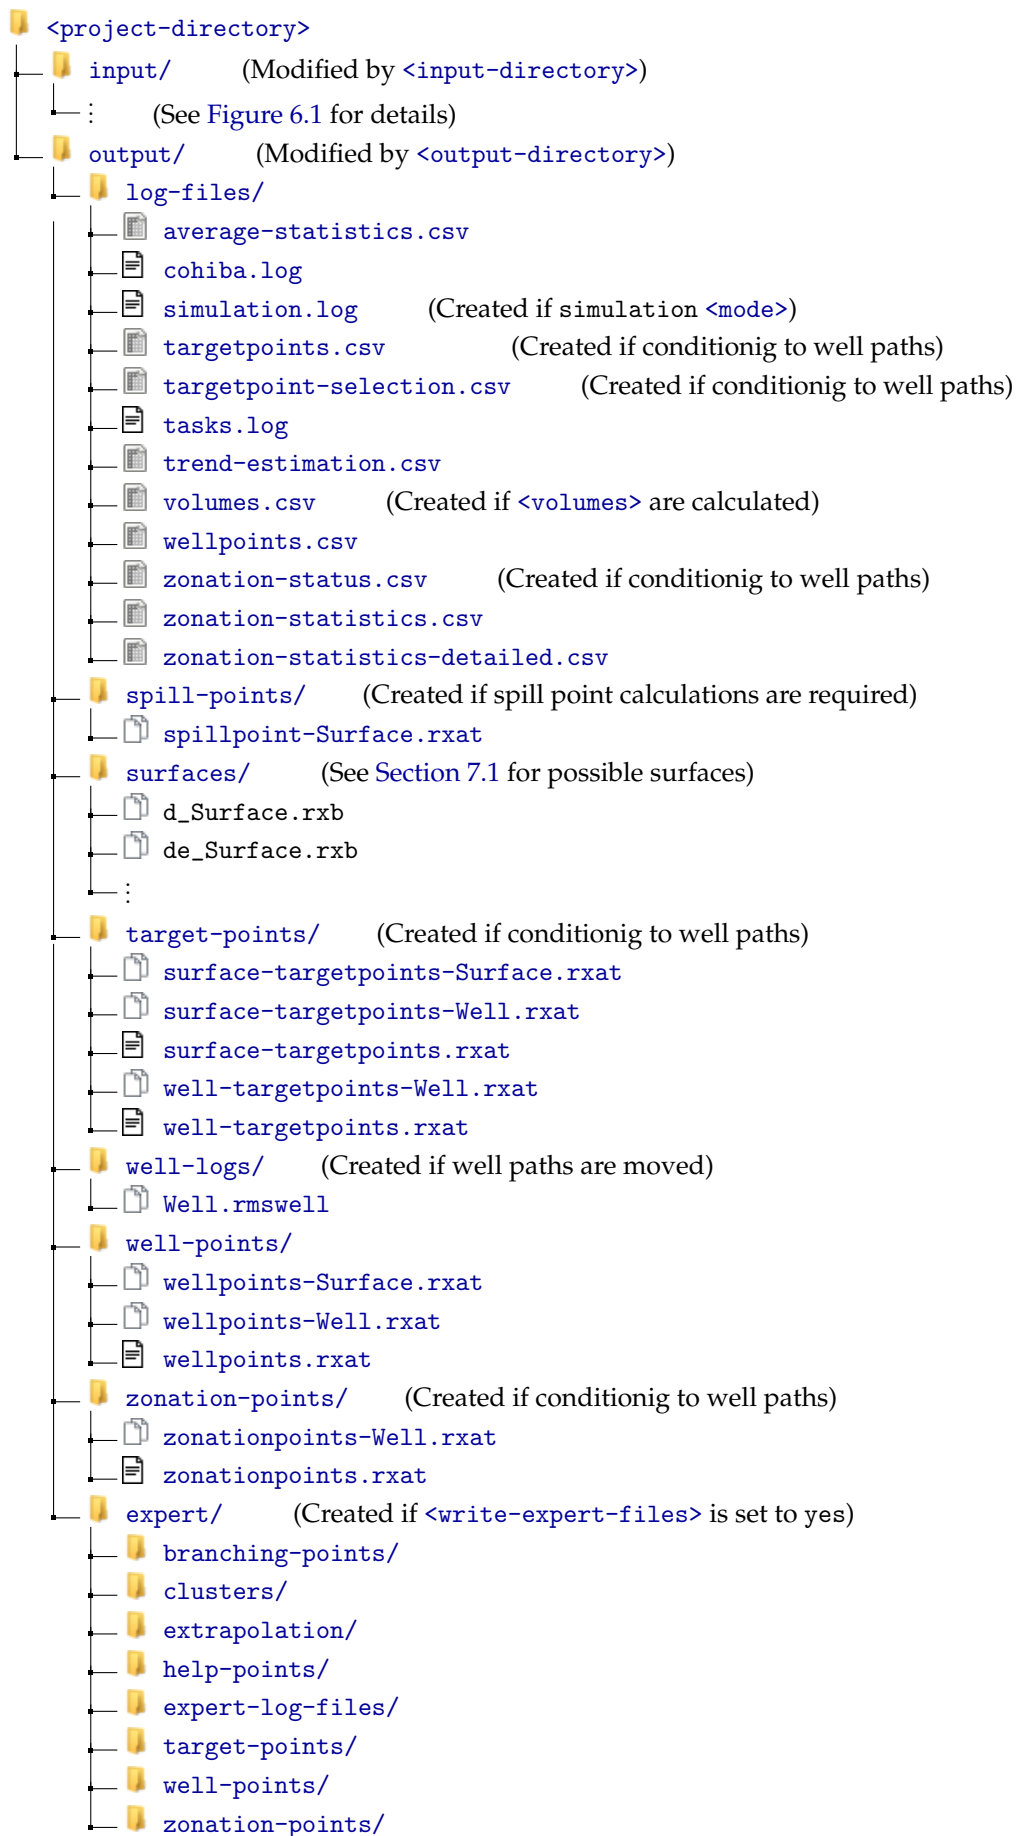 <project-directory>
input/ (Modified by <input-directory>)
⋮ (See Figure 6.1 for details)
output/ (Modified by <output-directory>)
log-files/
average-statistics.csv
cohiba.log
simulation.log (Created if simulation <mode>)
targetpoints.csv (Created if conditionig to well paths)
targetpoint-selection.csv (Created if conditionig to well paths)
tasks.log
trend-estimation.csv
volumes.csv (Created if <volumes> are calculated)
wellpoints.csv
zonation-status.csv (Created if conditionig to well paths)
zonation-statistics.csv
zonation-statistics-detailed.csv
spill-points/ (Created if spill point calculations are required)
spillpoint-Surface.rxat
surfaces/ (See Section 7.1 for possible surfaces)
d_Surface.rxb
de_Surface.rxb
⋮
target-points/ (Created if conditionig to well paths)
surface-targetpoints-Surface.rxat
surface-targetpoints-Well.rxat
surface-targetpoints.rxat
well-targetpoints-Well.rxat
well-targetpoints.rxat
well-logs/ (Created if well paths are moved)
Well.rmswell
well-points/
wellpoints-Surface.rxat
wellpoints-Well.rxat
wellpoints.rxat
zonation-points/ (Created if conditionig to well paths)
zonationpoints-Well.rxat
zonationpoints.rxat
expert/ (Created if <write-expert-files> is set to yes)
branching-points/
clusters/
extrapolation/
help-points/
expert-log-files/
target-points/
well-points/
zonation-points/